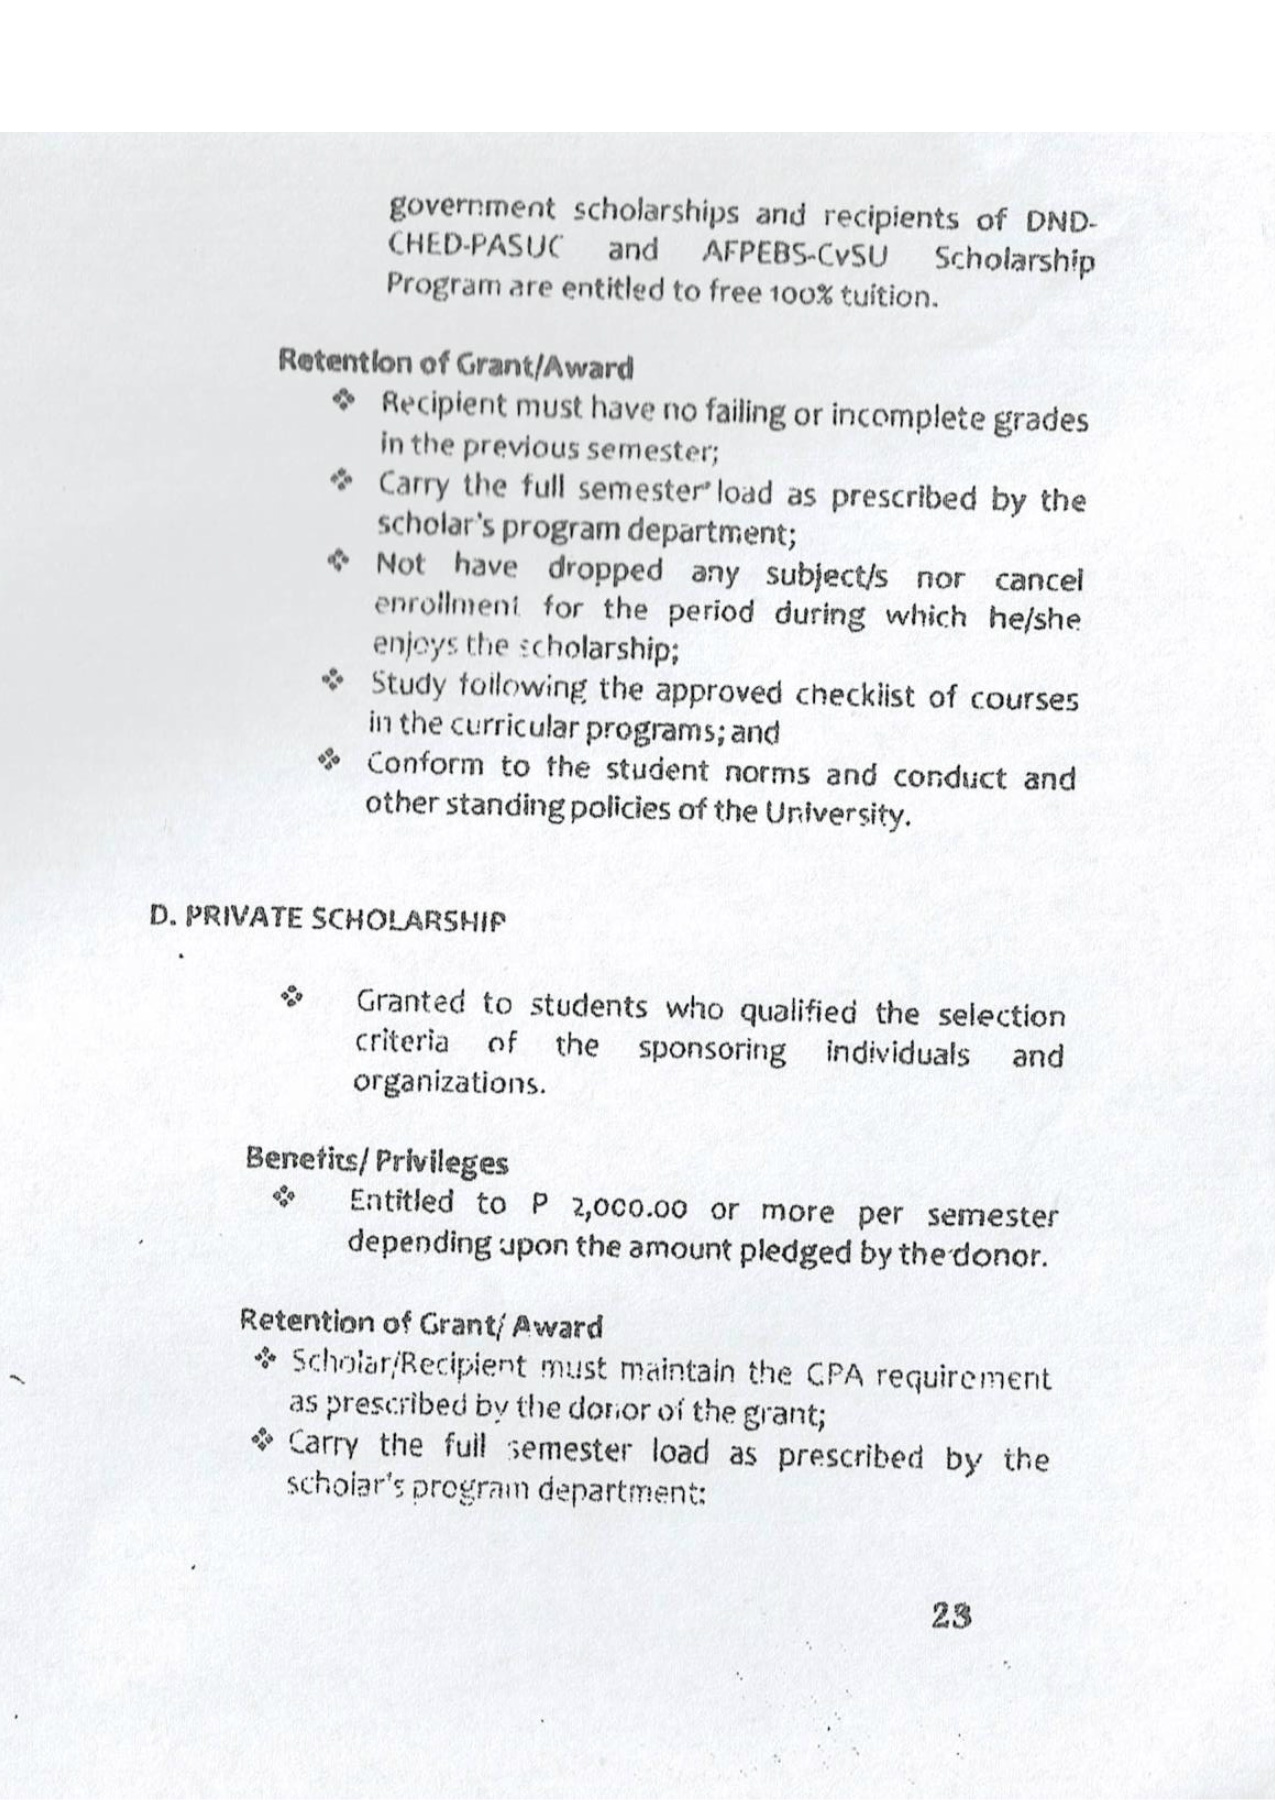 government scholarships and recipients of DND-
CHED-PASUC and AFPEBS-CvSU Scholarship
Program are entitled to free 100% tuition.
Retention of Grant/Award
❖ Recipient must have no failing or incomplete grades
in the previous semester;
❖ Carry the full semester load as prescribed by the
scholar's program department;
❖ Not have dropped any subject/s nor cancel
enrollment for the period during which he/she
enjoys the scholarship;
❖ Study following the approved checklist of courses
in the curricular programs; and
❖ Conform to the student norms and conduct and
other standing policies of the University.
D. PRIVATE SCHOLARSHIP
❖ Granted to students who qualified the selection
criteria of the sponsoring individuals and
organizations.
Benefits/ Privileges
❖ Entitled to P 2,000.00 or more per semester
depending upon the amount pledged by the donor.
Retention of Grant/ Award
❖ Scholar/Recipient must maintain the GPA requirement
as prescribed by the donor of the grant;
❖ Carry the full semester load as prescribed by the
scholar's program department;
23